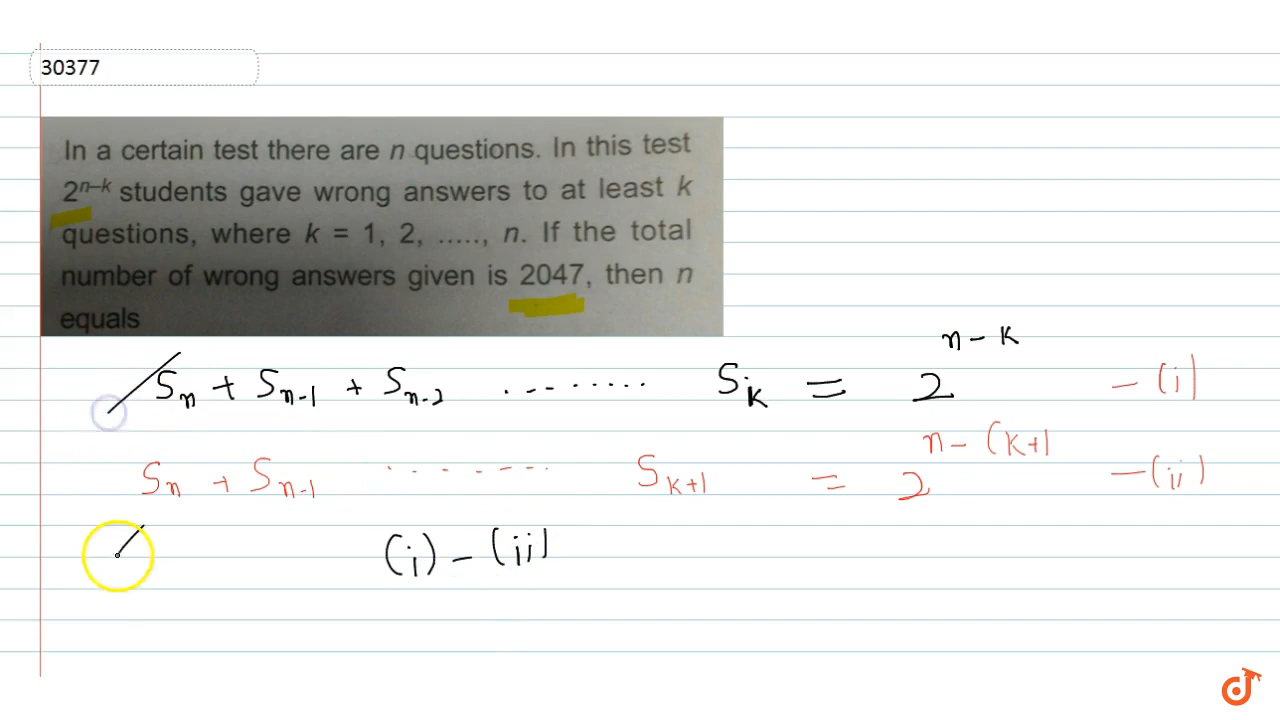 30377
In a certain test there are n questions. In this test
2^{n–k} students gave wrong answers to at least k
questions, where k = 1, 2, ....., n. If the total
number of wrong answers given is 2047, then n
equals
S_n + S_{n-1} + S_{n-2} ......... S_k = 2^{n-k} -(i)
S_n + S_{n-1} ........ S_{k+1} = 2^{n-(k+1} -(ii)
(i) - (ii)